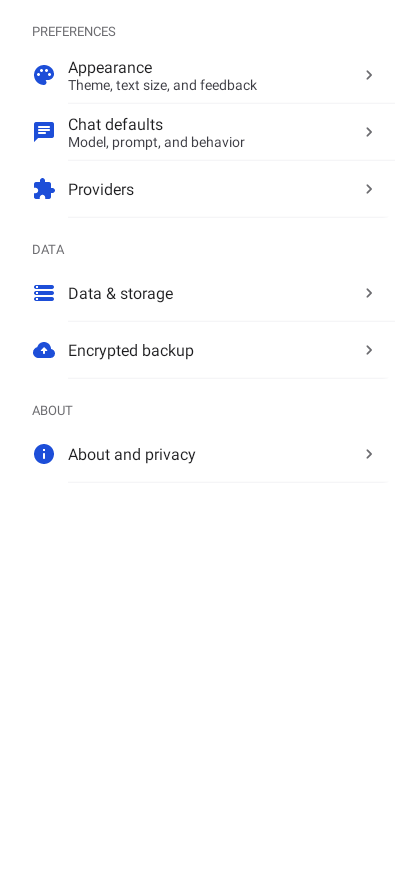 PREFERENCES
Appearance
Theme, text size, and feedback
Chat defaults
Model, prompt, and behavior
Providers
DATA
Data & storage
Encrypted backup
ABOUT
About and privacy